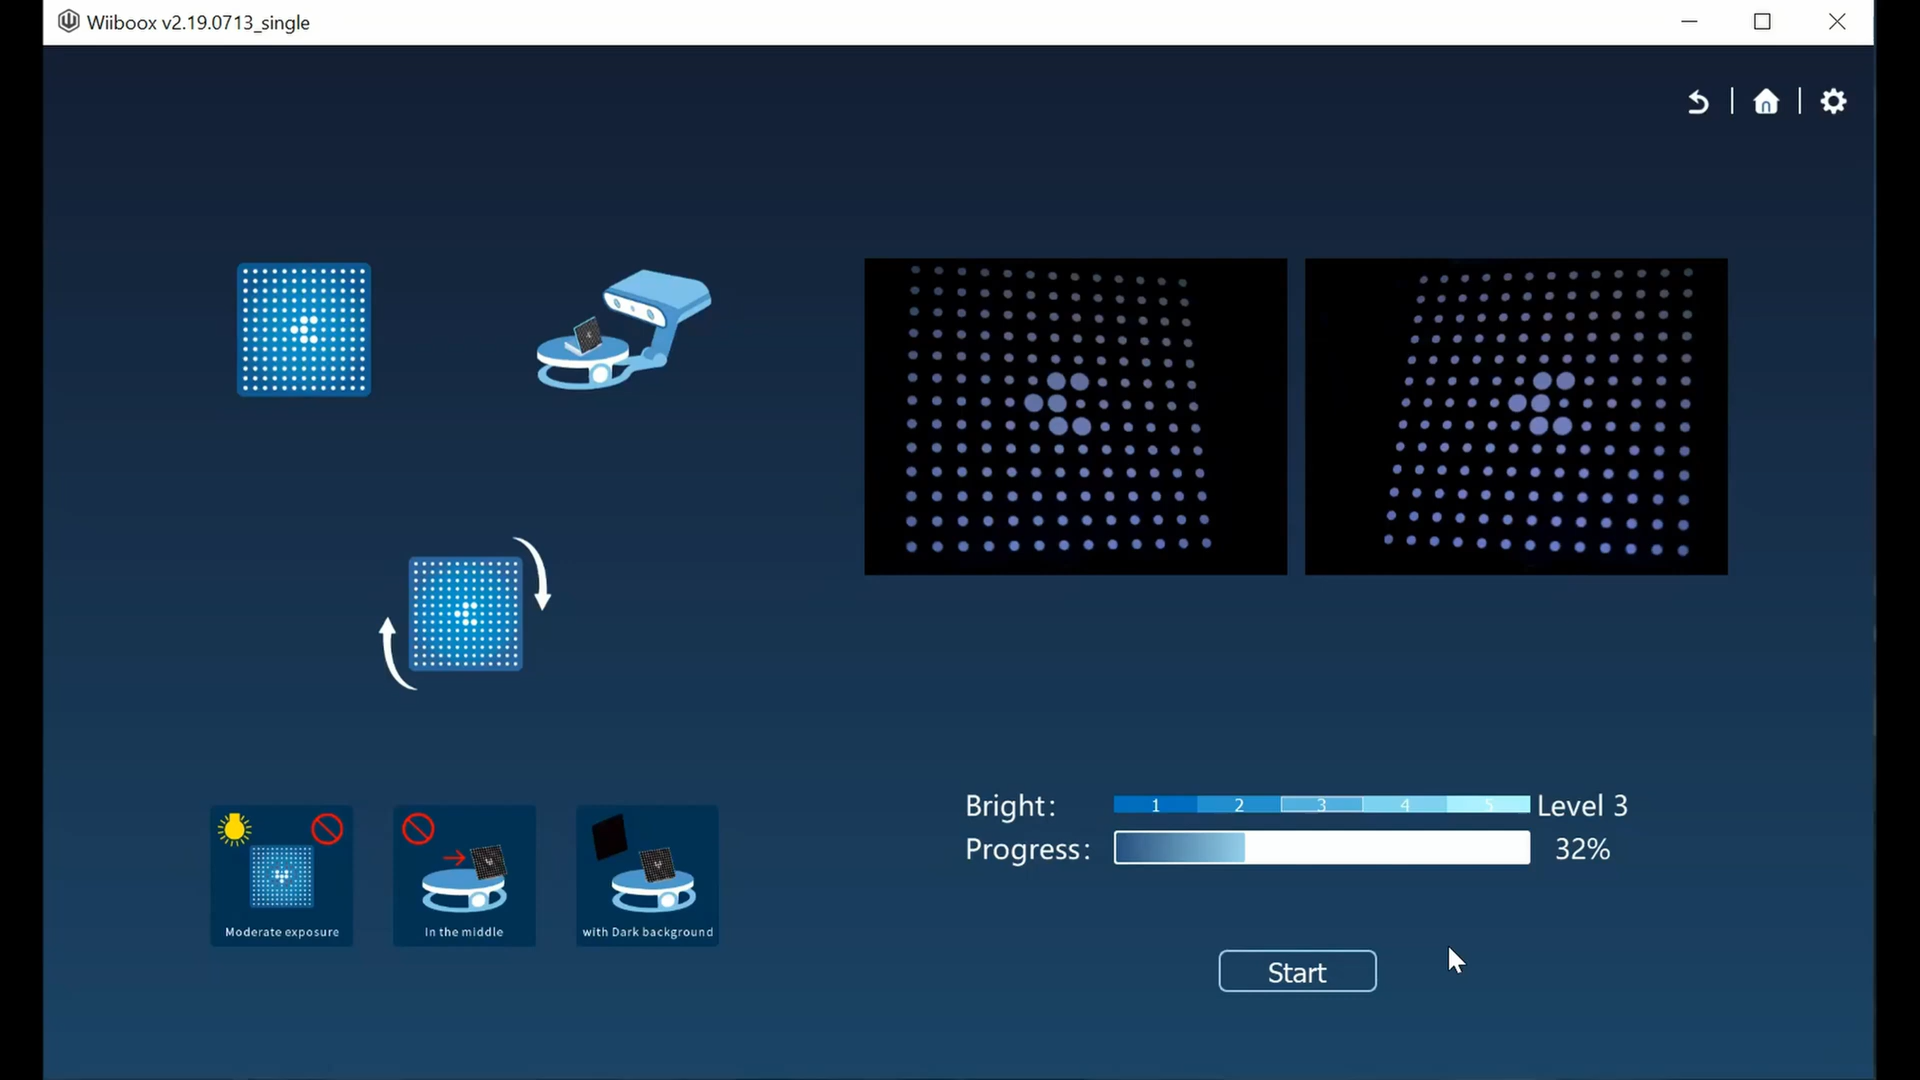 Wiiboox v2.19.0713_single
Bright: 1 2 3 4 5 Level 3
Progress: 32%
Moderate exposure
In the middle
with Dark background
Start